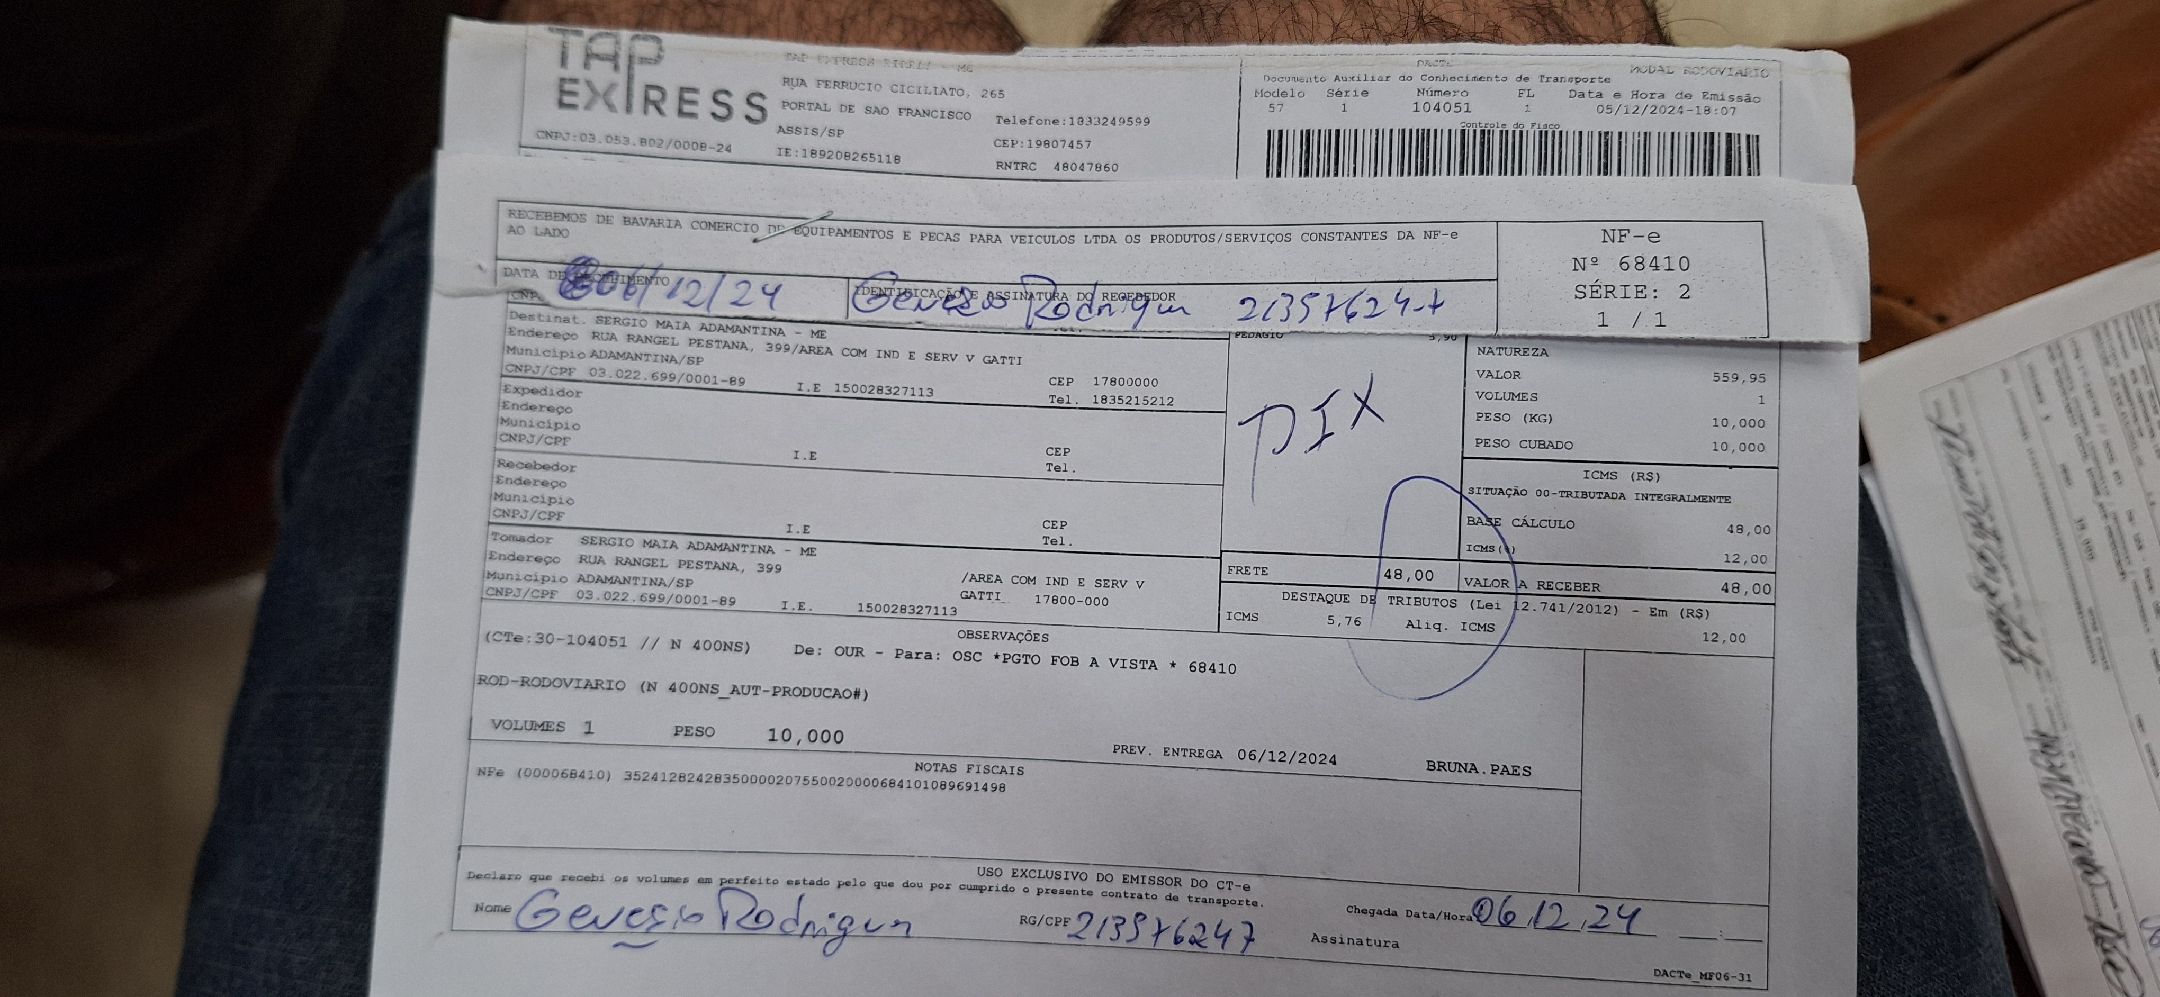 TAP
EXPRESS
CNPJ:03.053.802/0008-24
RUA FERRUCIO CICILIATO, 265
PORTAL DE SAO FRANCISCO
ASSIS/SP
IE:189208265118
Telefone:1833249599
CEP:19807457
RNTRC 48047860
DACTE
MODAL RODOVIARIO
Documento Auxiliar do Conhecimento de Transporte
Modelo Série Número FL Data e Hora de Emissão
57 1 104051 1 05/12/2024-18:07
Controle do Fisco
RECEBEMOS DE BAVARIA COMERCIO DE EQUIPAMENTOS E PECAS PARA VEICULOS LTDA OS PRODUTOS/SERVIÇOS CONSTANTES DA NF-e
AO LADO
DATA DE RECEBIMENTO
06/12/24
IDENTIFICAÇÃO E ASSINATURA DO RECEBEDOR
Genesio Rodrigues 21357624-7
NF-e
Nº 68410
SÉRIE: 2
1 / 1
Destinat. SERGIO MAIA ADAMANTINA - ME
Endereço RUA RANGEL PESTANA, 399/AREA COM IND E SERV V GATTI
Municipio ADAMANTINA/SP CEP 17800000
CNPJ/CPF 03.022.699/0001-89 I.E 150028327113 Tel. 1835215212
Expedidor
Endereço
Municipio CEP
CNPJ/CPF I.E Tel.
Recebedor
Endereço
Municipio CEP
CNPJ/CPF I.E Tel.
Tomador SERGIO MAIA ADAMANTINA - ME
Endereço RUA RANGEL PESTANA, 399 /AREA COM IND E SERV V
Municipio ADAMANTINA/SP GATTI 17800-000
CNPJ/CPF 03.022.699/0001-89 I.E. 150028327113
PEDAGIO 5,90
PIX
NATUREZA
VALOR 559,95
VOLUMES 1
PESO (KG) 10,000
PESO CUBADO 10,000
ICMS (R$)
SITUAÇÃO 00-TRIBUTADA INTEGRALMENTE
BASE CÁLCULO 48,00
ICMS(%) 12,00
FRETE 48,00 VALOR A RECEBER 48,00
DESTAQUE DE TRIBUTOS (Lei 12.741/2012) - Em (R$)
ICMS 5,76 Aliq. ICMS 12,00
OBSERVAÇÕES
(CTe:30-104051 // N 400NS) De: OUR - Para: OSC *PGTO FOB A VISTA * 68410
ROD-RODOVIARIO (N 400NS_AUT-PRODUCAO#)
VOLUMES 1 PESO 10,000 PREV. ENTREGA 06/12/2024 BRUNA.PAES
NOTAS FISCAIS
NFe (000068410) 35241282428350000207550020000684101089691498
USO EXCLUSIVO DO EMISSOR DO CT-e
Declaro que recebi os volumes em perfeito estado pelo que dou por cumprido o presente contrato de transporte.
Nome Genesio Rodrigues RG/CPF 213576247 Chegada Data/Hora 06,12,24
Assinatura
DACTe_MF06-31